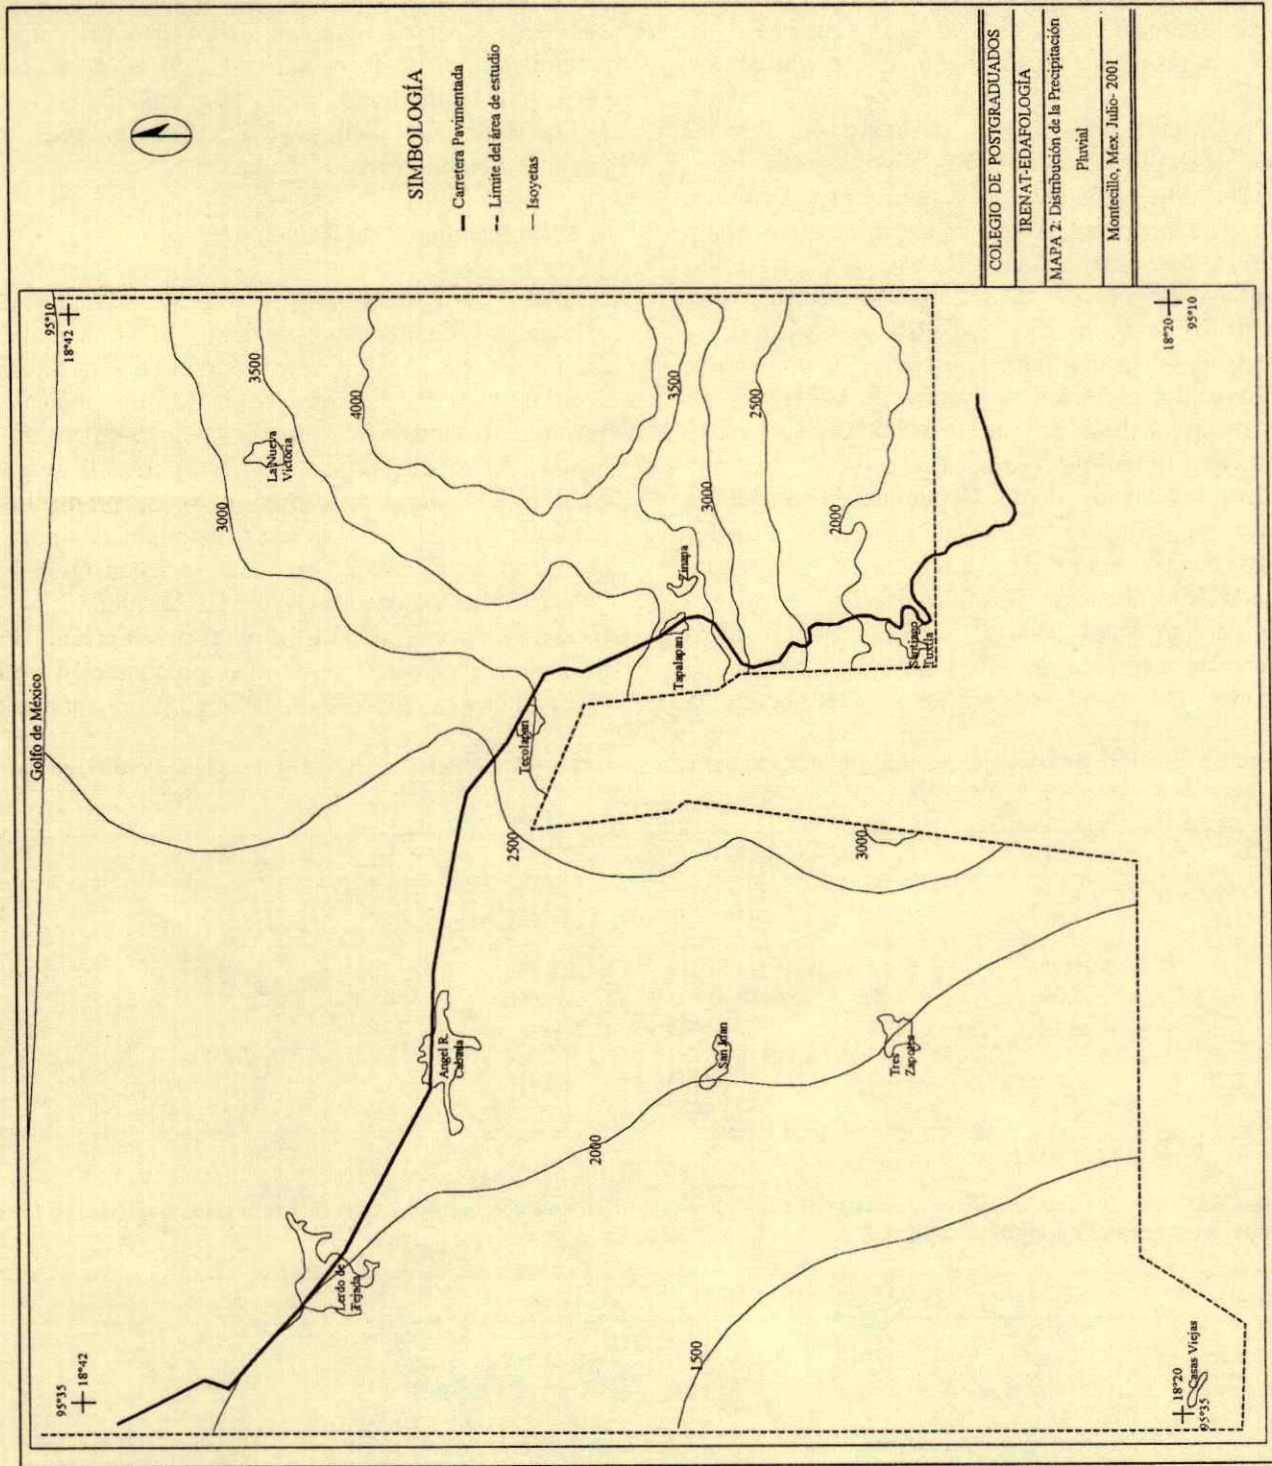 Golfo de México
95°35
18°42
95°10
18°42
3000
3500
4000
La Nueva
Victoria
Lerdo de
Tejada
Angel R.
Cabada
2500
Tecolapan
Tapalapan
Zinapa
3500
3000
2500
2000
Santiago
Tuxtla
2000
San Juan
Tres
Zapotes
3000
1500
18°20
95°35
Casas Viejas
18°20
95°10
SIMBOLOGÍA
Carretera Pavimentada
Límite del área de estudio
Isoyetas
COLEGIO DE POSTGRADUADOS
IRENAT-EDAFOLOGÍA
MAPA 2: Distribución de la Precipitación
Pluvial
Montecillo, Mex. Julio- 2001